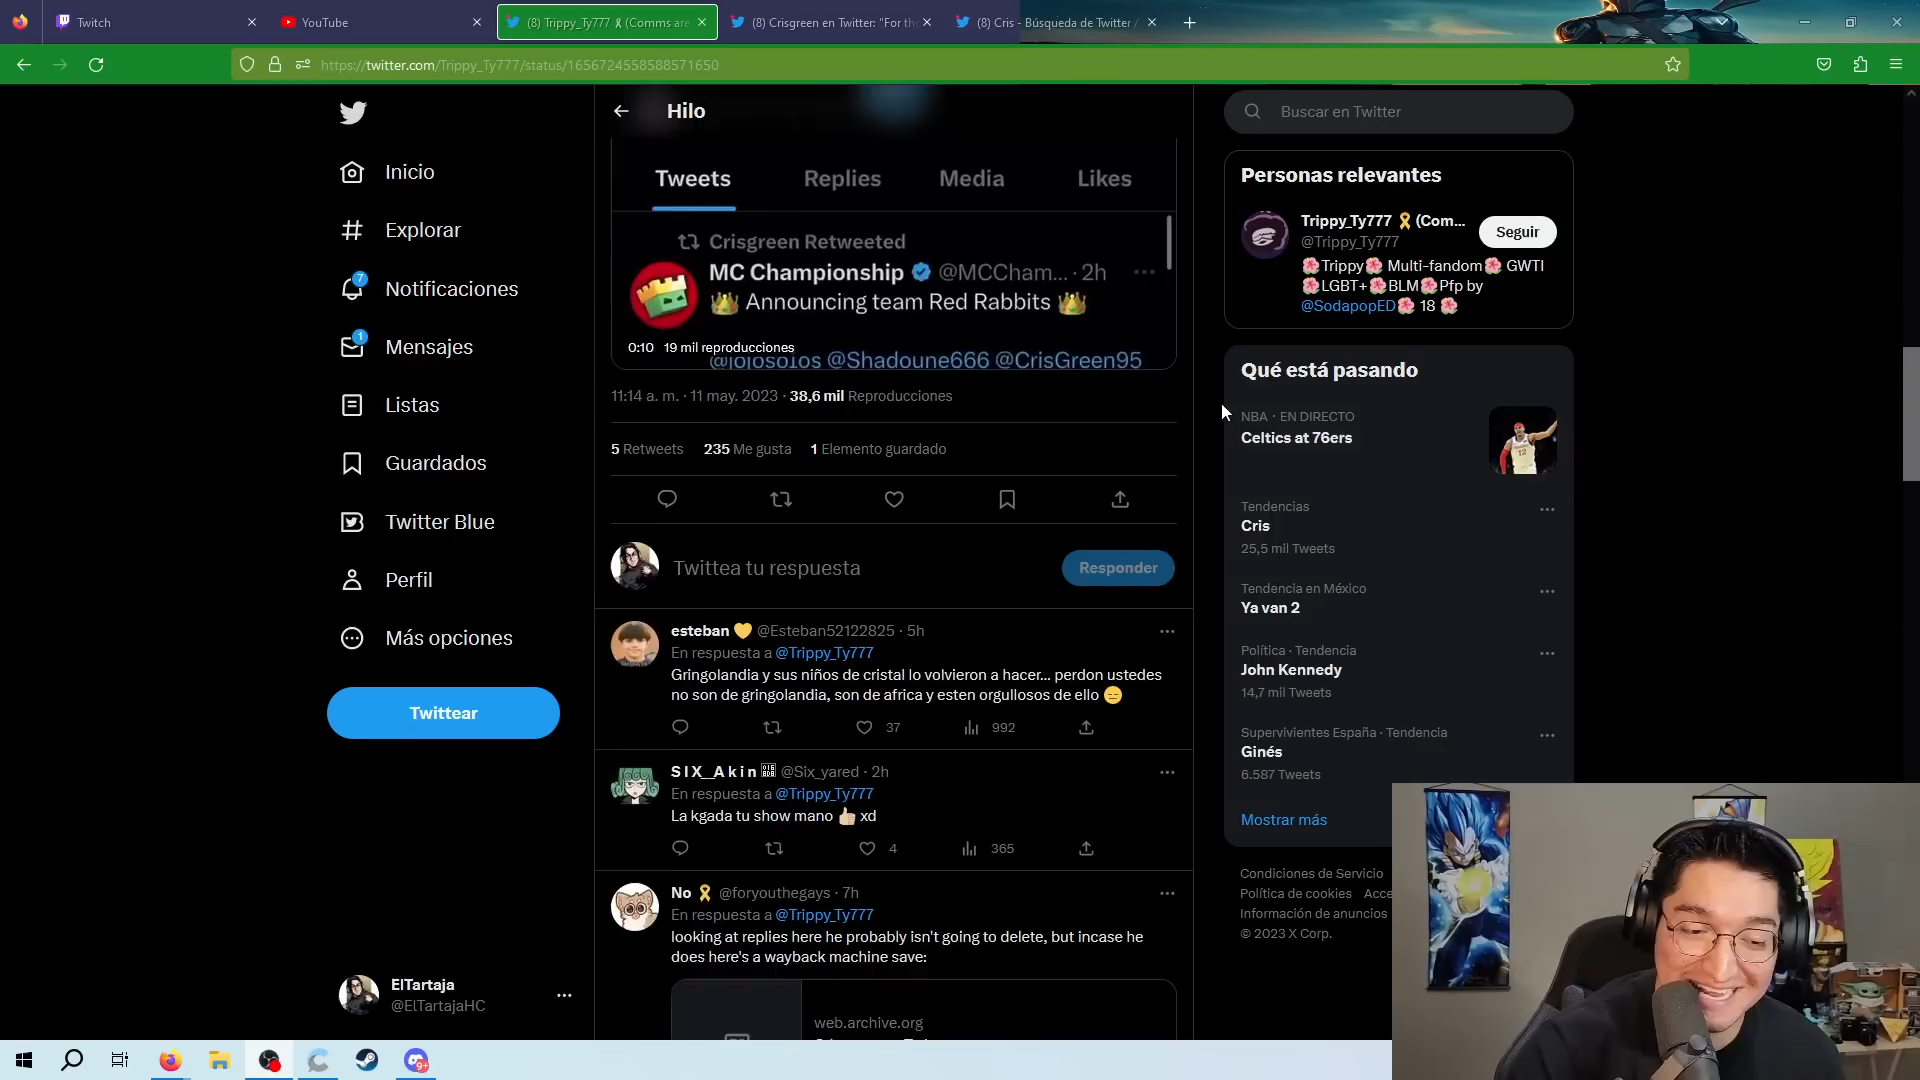 Twitch
YouTube
(8) Trippy_Ty777 🎗 (Comms are
(8) Crisgreen en Twitter: "For th
(8) Cris - Búsqueda de Twitter /
https://twitter.com/Trippy_Ty777/status/1656724558588571650
Inicio
Explorar
7
Notificaciones
1
Mensajes
Listas
Guardados
Twitter Blue
Perfil
Más opciones
Twittear
ElTartaja
@ElTartajaHC
Hilo
Tweets Replies Media Likes
Crisgreen Retweeted
MC Championship @MCCham... · 2h
👑 Announcing team Red Rabbits 👑
0:10 19 mil reproducciones
@jojosolos @Shadoune666 @CrisGreen95
11:14 a. m. · 11 may. 2023 · 38,6 mil Reproducciones
5 Retweets 235 Me gusta 1 Elemento guardado
Twittea tu respuesta
Responder
esteban 💛 @Esteban52122825 · 5h
En respuesta a @Trippy_Ty777
Gringolandia y sus niños de cristal lo volvieron a hacer... perdon ustedes
no son de gringolandia, son de africa y esten orgullosos de ello 😑
37 992
S I X__A k i n @Six_yared · 2h
En respuesta a @Trippy_Ty777
La kgada tu show mano 👍🏻 xd
4 365
No 🎗 @foryouthegays · 7h
En respuesta a @Trippy_Ty777
looking at replies here he probably isn't going to delete, but incase he
does here's a wayback machine save:
web.archive.org
Buscar en Twitter
Personas relevantes
Trippy_Ty777 🎗 (Com...
@Trippy_Ty777
Seguir
🌸Trippy🌸 Multi-fandom🌸 GWTI
🌸LGBT+🌸BLM🌸Pfp by
@SodapopED🌸 18 🌸
Qué está pasando
NBA · EN DIRECTO
Celtics at 76ers
Tendencias
Cris
25,5 mil Tweets
Tendencia en México
Ya van 2
Política · Tendencia
John Kennedy
14,7 mil Tweets
Supervivientes España · Tendencia
Ginés
6.587 Tweets
Mostrar más
Condiciones de Servicio
Política de cookies Acce
Información de anuncios
© 2023 X Corp.
9+